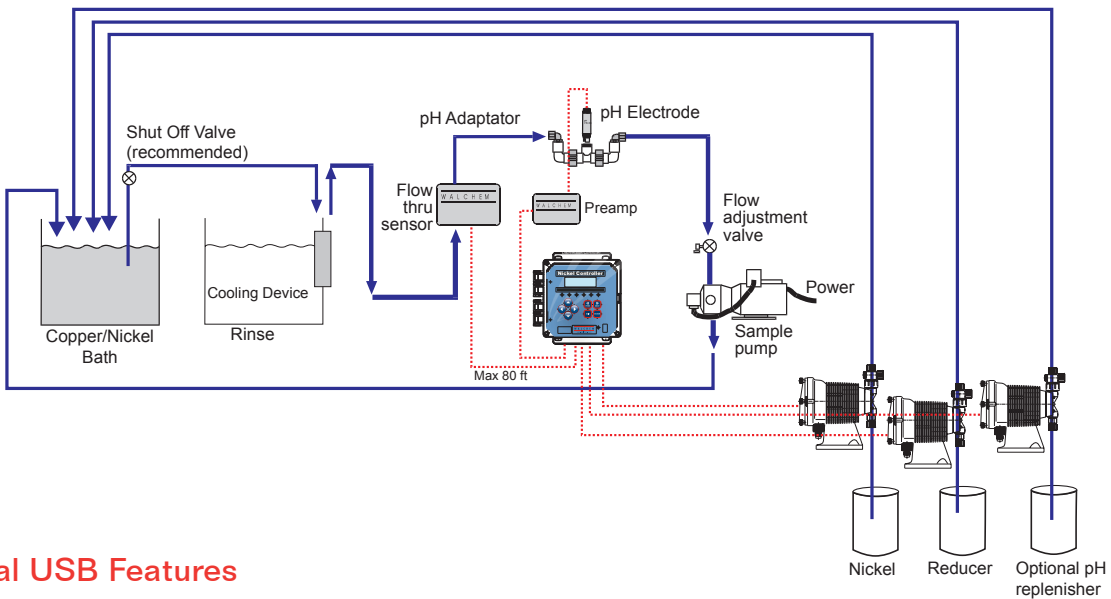 Shut Off Valve
(recommended)
pH Adaptator
pH Electrode
Flow
thru
sensor
WALCHEM
WALCHEM
Preamp
Flow
adjustment
valve
Nickel Controller
Power
Cooling Device
Copper/Nickel
Bath
Rinse
Sample
pump
Max 80 ft
Nickel
Reducer
Optional pH
replenisher
al USB Features